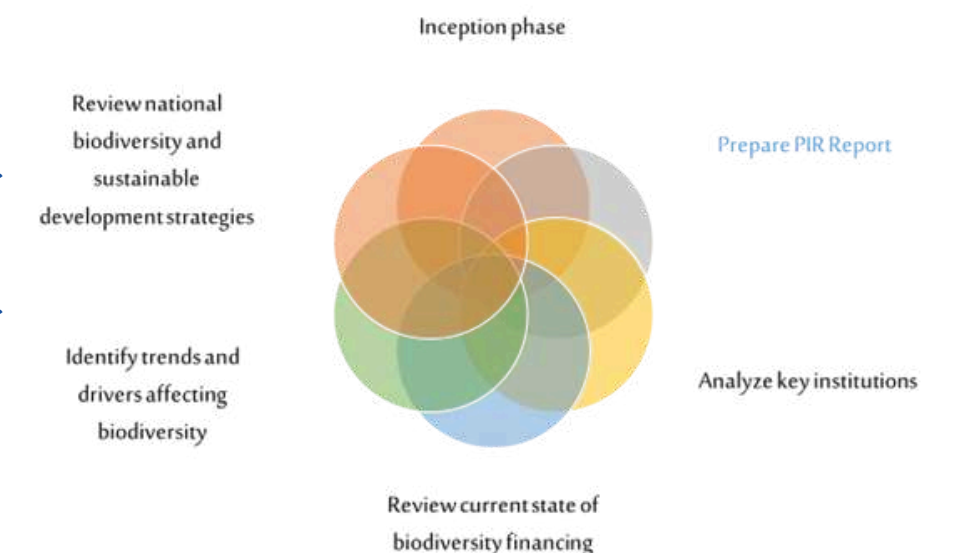 Inception phase
Review national
biodiversity and
sustainable
development strategies
Prepare PIR Report
Identify trends and
drivers affecting
biodiversity
Analyze key institutions
Review current state of
biodiversity financing